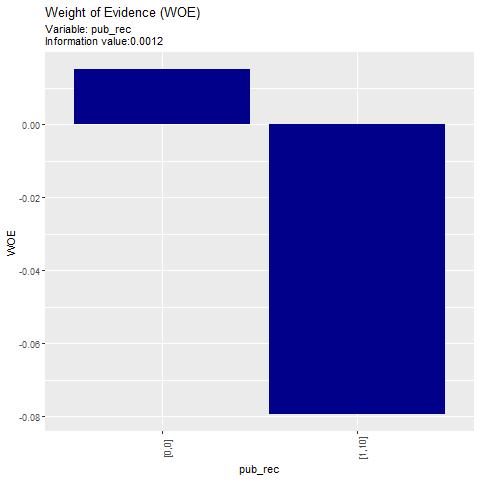 Weight of Evidence (WOE)
Variable: pub_rec
Information value:0.0012
0.00
-0.02
-0.04
-0.06
-0.08
WOE
[0,0]
[1,10]
pub_rec